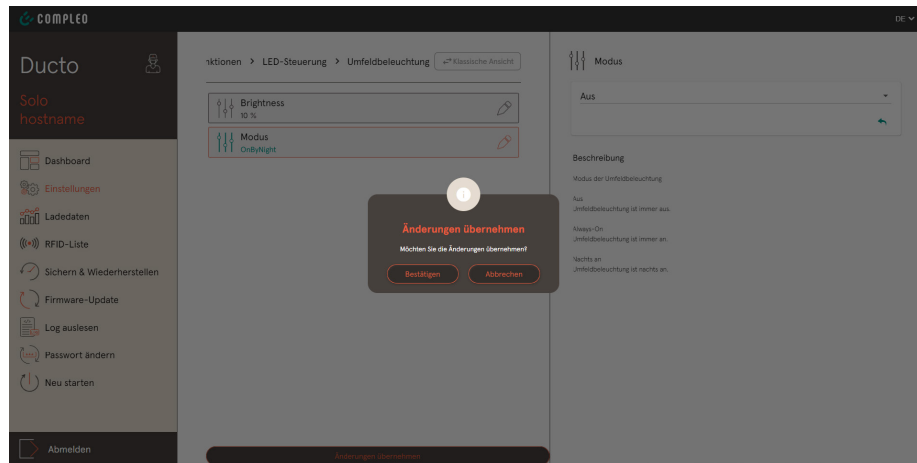 COMPLEO
DE
Ducto
Solo
hostname
Dashboard
Einstellungen
Ladedaten
RFID-Liste
Sichern & Wiederherstellen
Firmware-Update
Log auslesen
Passwort ändern
Neu starten
Abmelden
ktionen > LED-Steuerung > Umfeldbeleuchtung
Klassische Ansicht
Brightness
10 %
Modus
OnByNight
Änderungen übernehmen
Möchten Sie die Änderungen übernehmen?
Bestätigen
Abbrechen
Änderungen übernehmen
Modus
Aus
Beschreibung
Modus der Umfeldbeleuchtung
Aus
Umfeldbeleuchtung ist immer aus.
Always-On
Umfeldbeleuchtung ist immer an.
Nachts an
Umfeldbeleuchtung ist nachts an.